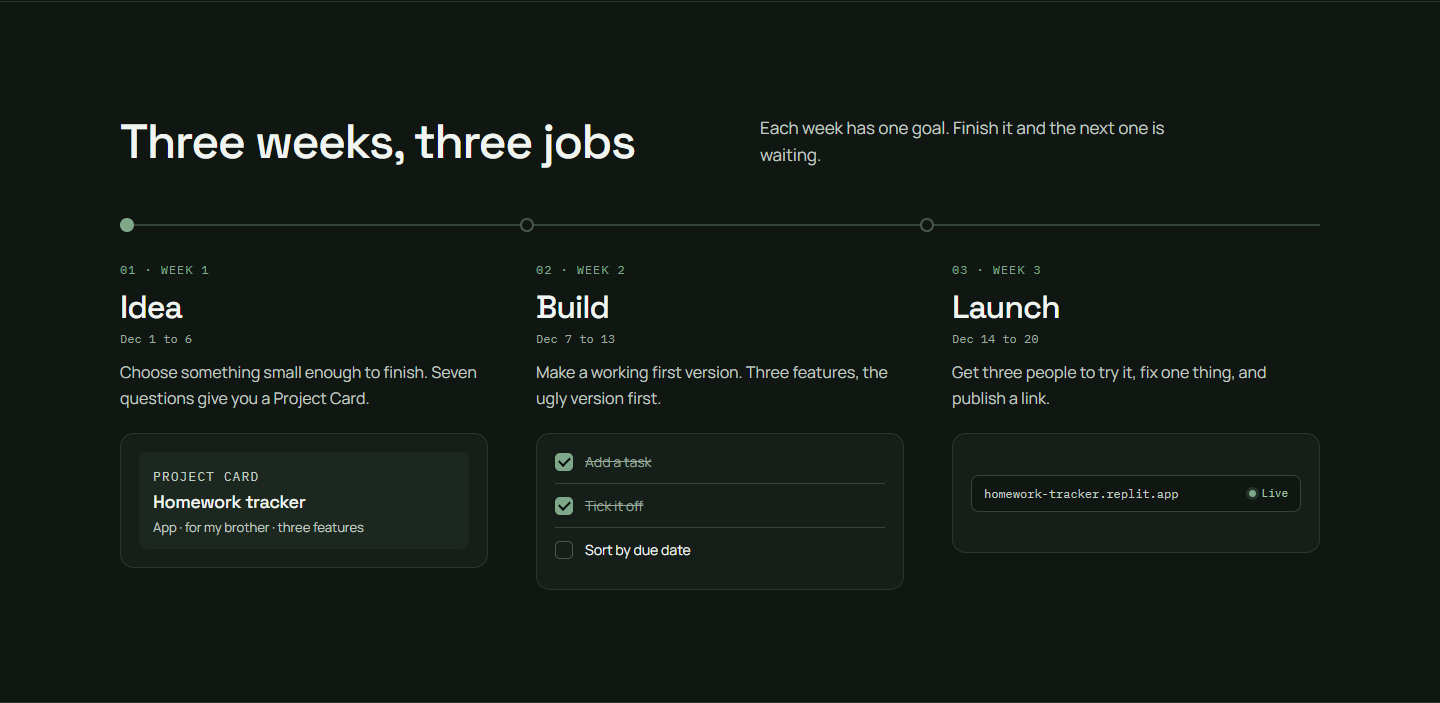 Three weeks, three jobs
Each week has one goal. Finish it and the next one is
waiting.
01 · WEEK 1
Idea
Dec 1 to 6
Choose something small enough to finish. Seven
questions give you a Project Card.
PROJECT CARD
Homework tracker
App · for my brother · three features
02 · WEEK 2
Build
Dec 7 to 13
Make a working first version. Three features, the
ugly version first.
Add a task
Tick it off
Sort by due date
03 · WEEK 3
Launch
Dec 14 to 20
Get three people to try it, fix one thing, and
publish a link.
homework-tracker.replit.app
Live